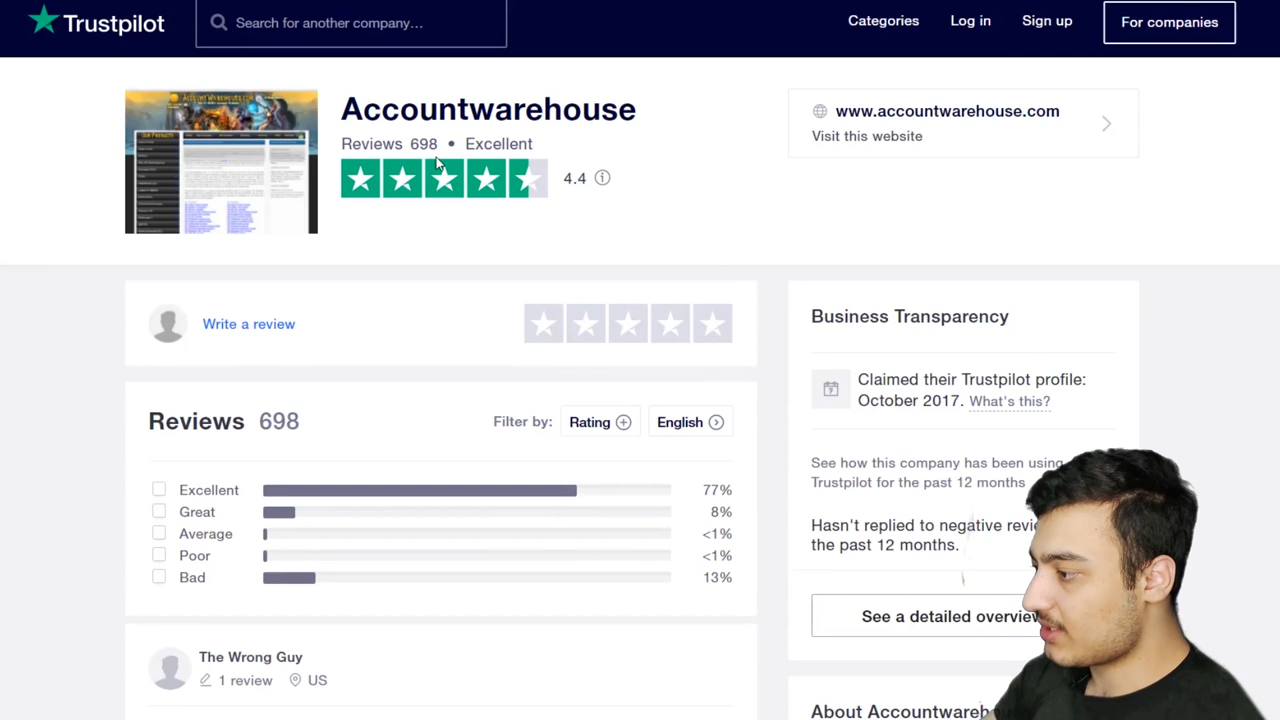 Trustpilot
Search for another company…
Categories
Log in
Sign up
For companies
Accountwarehouse
Reviews 698 • Excellent
4.4
www.accountwarehouse.com
Visit this website
Write a review
Reviews 698
Filter by:
Rating
English
Excellent 77%
Great 8%
Average <1%
Poor <1%
Bad 13%
The Wrong Guy
1 review
US
Business Transparency
Claimed their Trustpilot profile:
October 2017. What's this?
See how this company has been using
Trustpilot for the past 12 months
Hasn't replied to negative
the past 12 months.
See a detailed overview
About